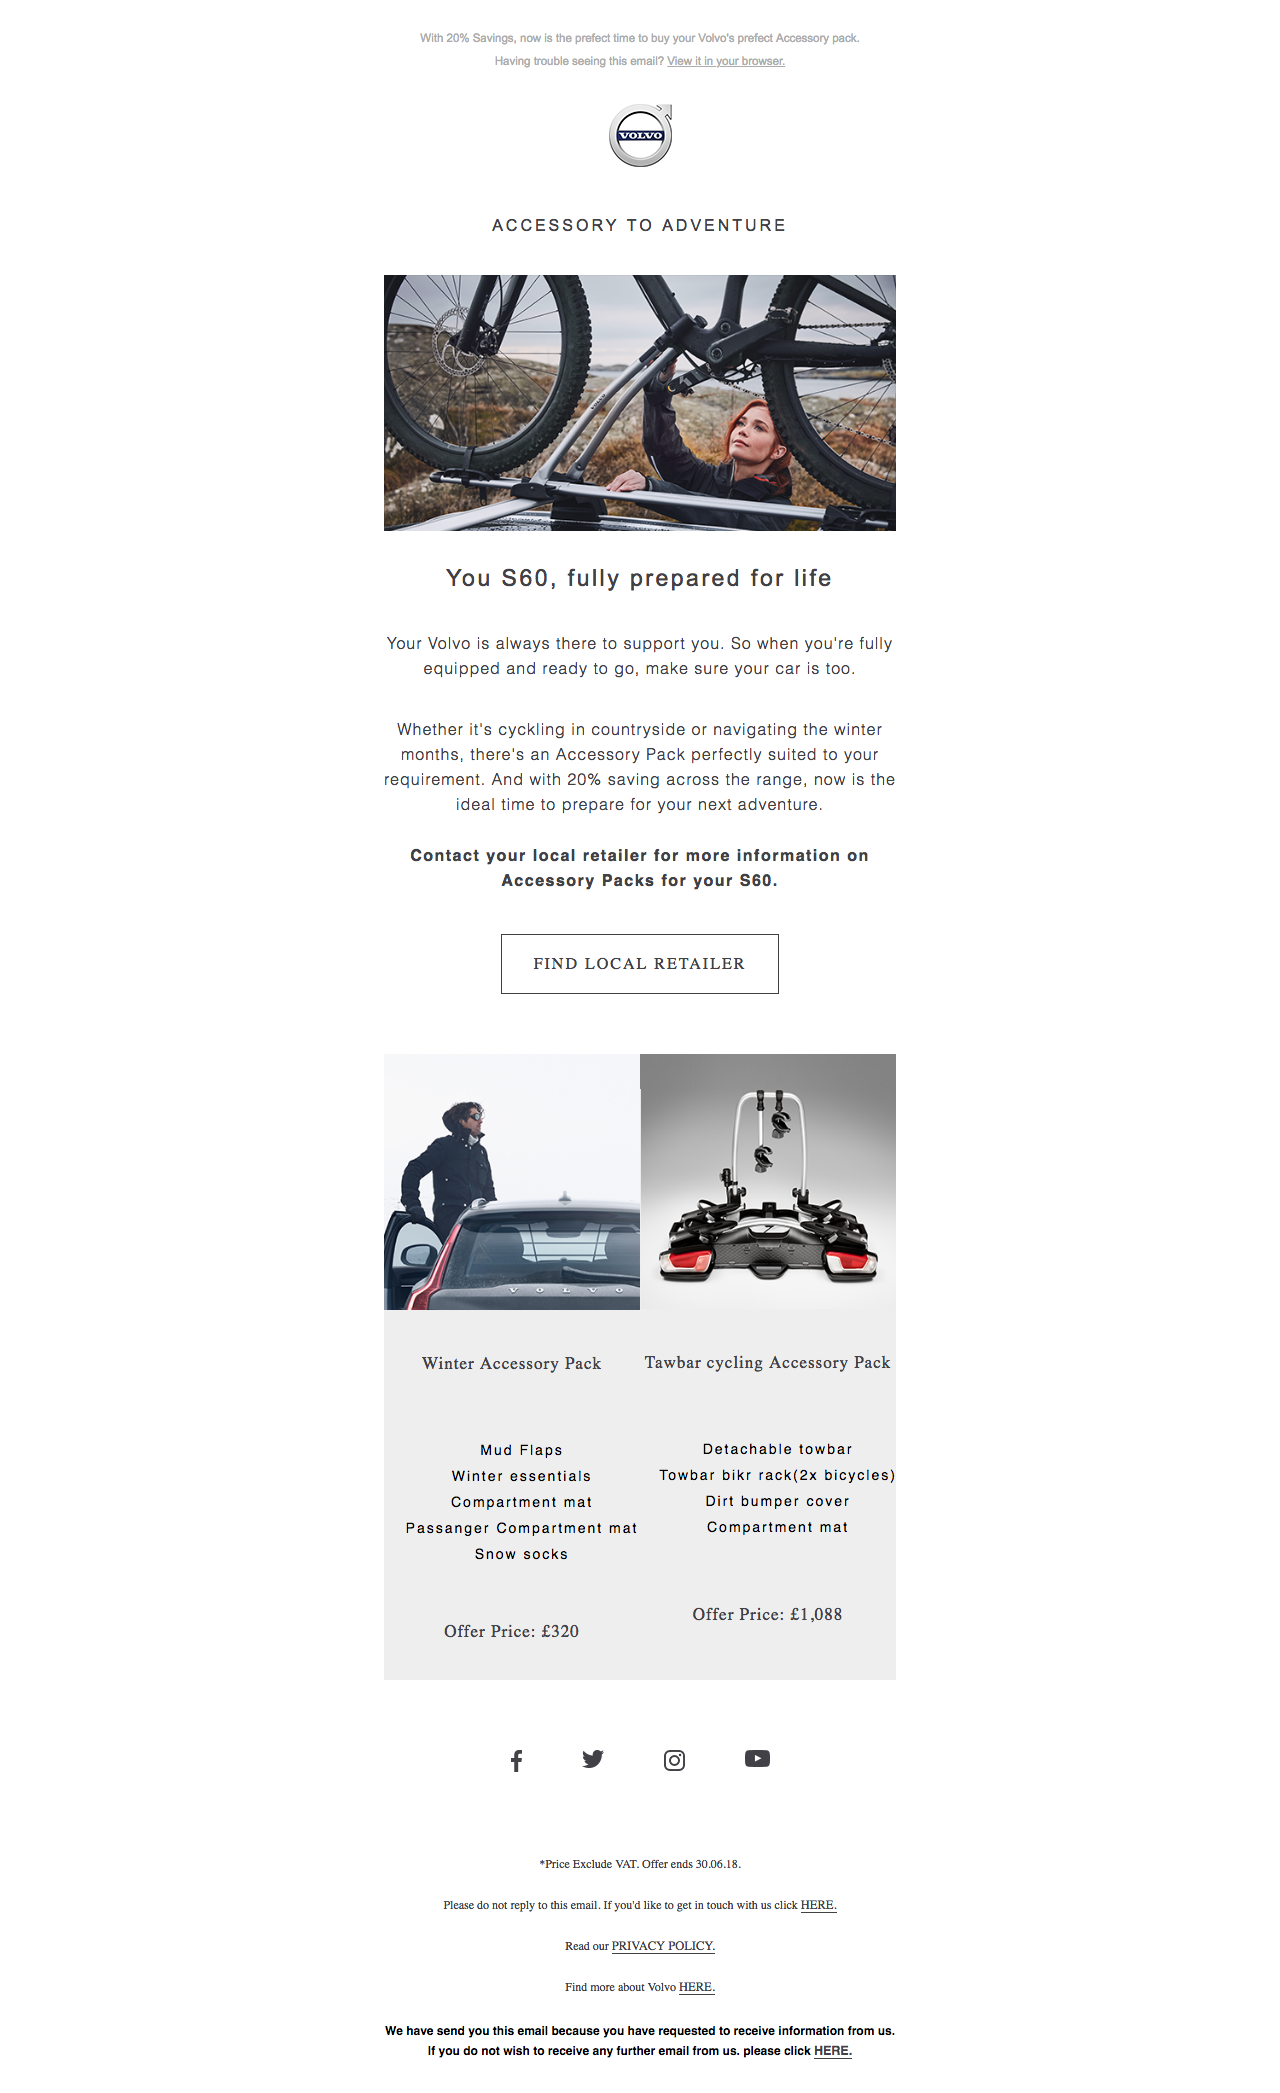 With 20% Savings, now is the prefect time to buy your Volvo's prefect Accessory pack.
Having trouble seeing this email? View it in your browser.
VOLVO
ACCESSORY TO ADVENTURE
VOLVO
You S60, fully prepared for life
Your Volvo is always there to support you. So when you're fully
equipped and ready to go, make sure your car is too.
Whether it's cyckling in countryside or navigating the winter
months, there's an Accessory Pack perfectly suited to your
requirement. And with 20% saving across the range, now is the
ideal time to prepare for your next adventure.
Contact your local retailer for more information on
Accessory Packs for your S60.
FIND LOCAL RETAILER
VOLVO
Winter Accessory Pack
Mud Flaps
Winter essentials
Compartment mat
Passanger Compartment mat
Snow socks
Offer Price: £320
Tawbar cycling Accessory Pack
Detachable towbar
Towbar bikr rack(2x bicycles)
Dirt bumper cover
Compartment mat
Offer Price: £1,088
*Price Exclude VAT. Offer ends 30.06.18.
Please do not reply to this email. If you'd like to get in touch with us click HERE.
Read our PRIVACY POLICY.
Find more about Volvo HERE.
We have send you this email because you have requested to receive information from us.
If you do not wish to receive any further email from us. please click HERE.